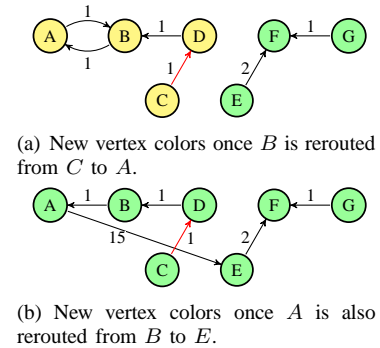 1
A B 1 D F 1 G
1 1 2
C E
(a) New vertex colors once B is rerouted
from C to A.
A 1 B 1 D F 1 G
15 1 2
C E
(b) New vertex colors once A is also
rerouted from B to E.